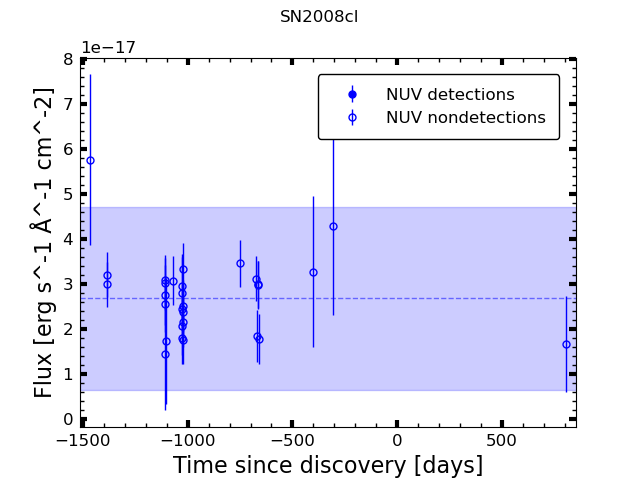 SN2008cl
1e−17
8
7
6
5
4
3
2
1
0
Flux [erg s^-1 Å^-1 cm^-2]
NUV detections
NUV nondetections
−1500 −1000 −500 0 500
Time since discovery [days]